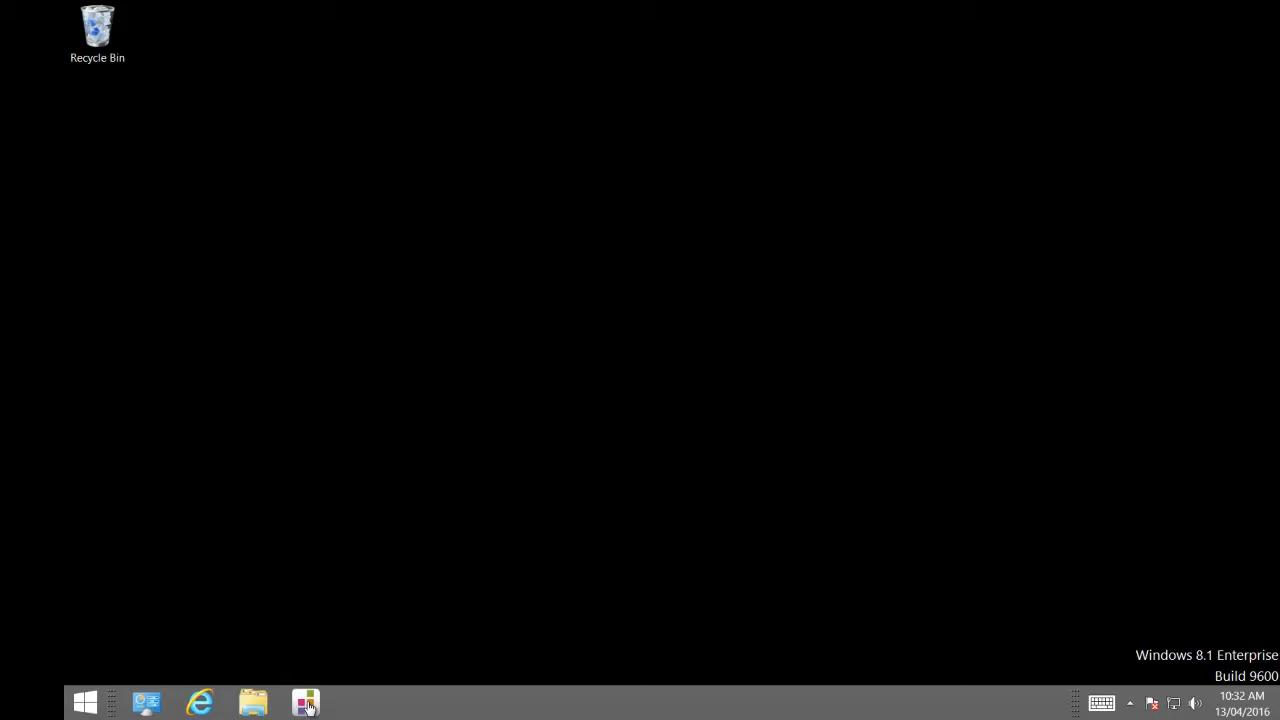 Recycle Bin
Windows 8.1 Enterprise
Build 9600
10:32 AM
13/04/2016